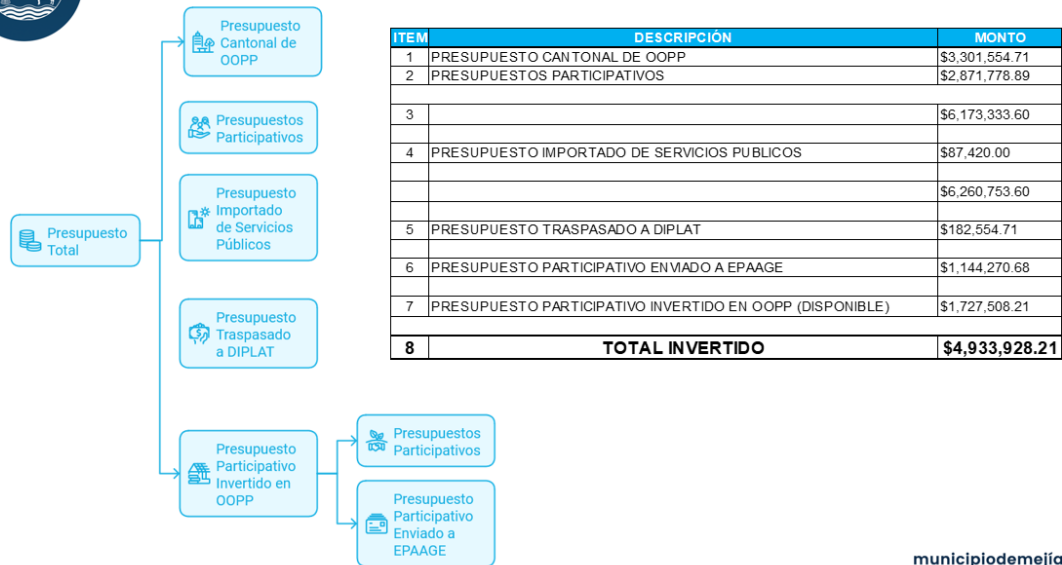 Presupuesto
Cantonal de
OOPP
Presupuestos
Participativos
Presupuesto
Importado
de Servicios
Públicos
Presupuesto
Total
Presupuesto
Traspasado
a DIPLAT
Presupuesto
Participativo
Invertido en
OOPP
Presupuestos
Participativos
Presupuesto
Participativo
Enviado a
EPAAGE
ITEM DESCRIPCIÓN MONTO
1 PRESUPUESTO CANTONAL DE OOPP $3,301,554.71
2 PRESUPUESTOS PARTICIPATIVOS $2,871,778.89
3 $6,173,333.60
4 PRESUPUESTO IMPORTADO DE SERVICIOS PUBLICOS $87,420.00
$6,260,753.60
5 PRESUPUESTO TRASPASADO A DIPLAT $182,554.71
6 PRESUPUESTO PARTICIPATIVO ENVIADO A EPAAGE $1,144,270.68
7 PRESUPUESTO PARTICIPATIVO INVERTIDO EN OOPP (DISPONIBLE) $1,727,508.21
8 TOTAL INVERTIDO $4,933,928.21
municipiodemejía